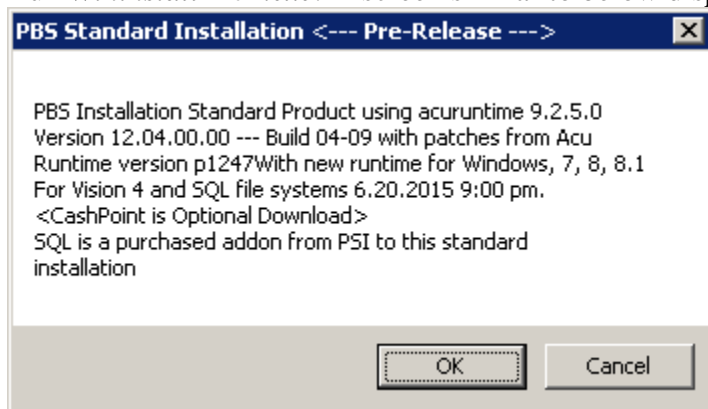 PBS Standard Installation <--- Pre-Release --->
PBS Installation Standard Product using acuruntime 9.2.5.0
Version 12.04.00.00 --- Build 04-09 with patches from Acu
Runtime version p1247With new runtime for Windows, 7, 8, 8.1
For Vision 4 and SQL file systems 6.20.2015 9:00 pm.
<CashPoint is Optional Download>
SQL is a purchased addon from PSI to this standard
installation
OK
Cancel